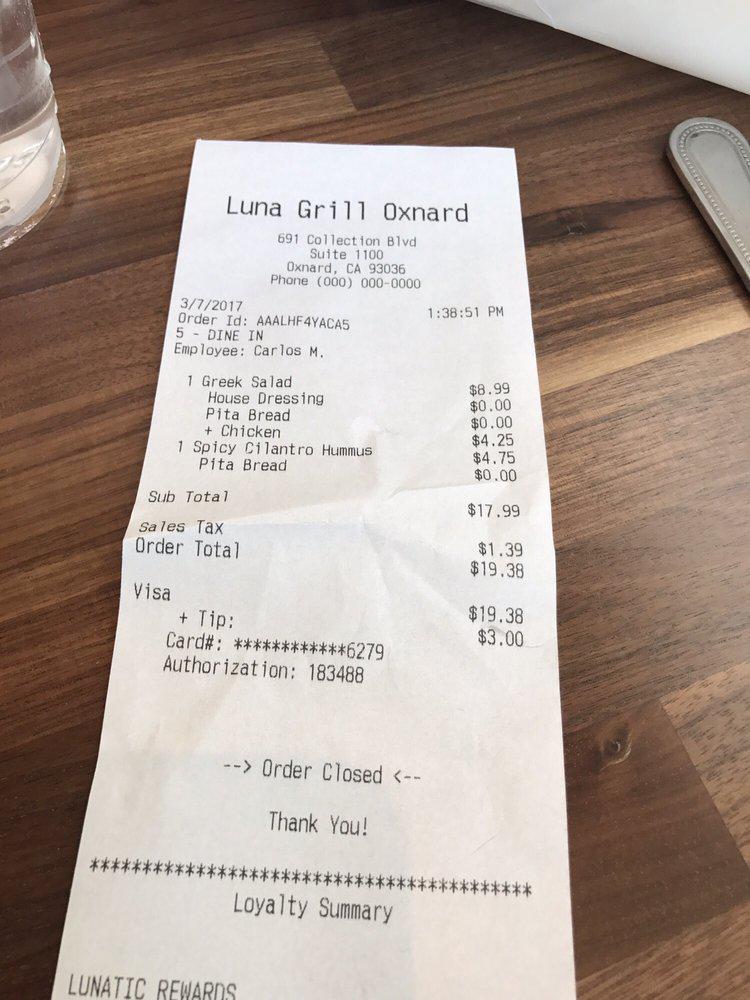 Luna Grill Oxnard
691 Collection Blvd
Suite 1100
Oxnard, CA 93036
Phone (000) 000-0000
3/7/2017 1:38:51 PM
Order Id: AAALHF4YACA5
5 - DINE IN
Employee: Carlos M.
1 Greek Salad $8.99
House Dressing $0.00
Pita Bread $0.00
+ Chicken $4.25
1 Spicy Cilantro Hummus $4.75
Pita Bread $0.00
Sub Total $17.99
Sales Tax $1.39
Order Total $19.38
Visa $19.38
+ Tip: $3.00
Card#: ************6279
Authorization: 183488
--> Order Closed <--
Thank You!
******************************************
Loyalty Summary
LUNATIC REWARDS